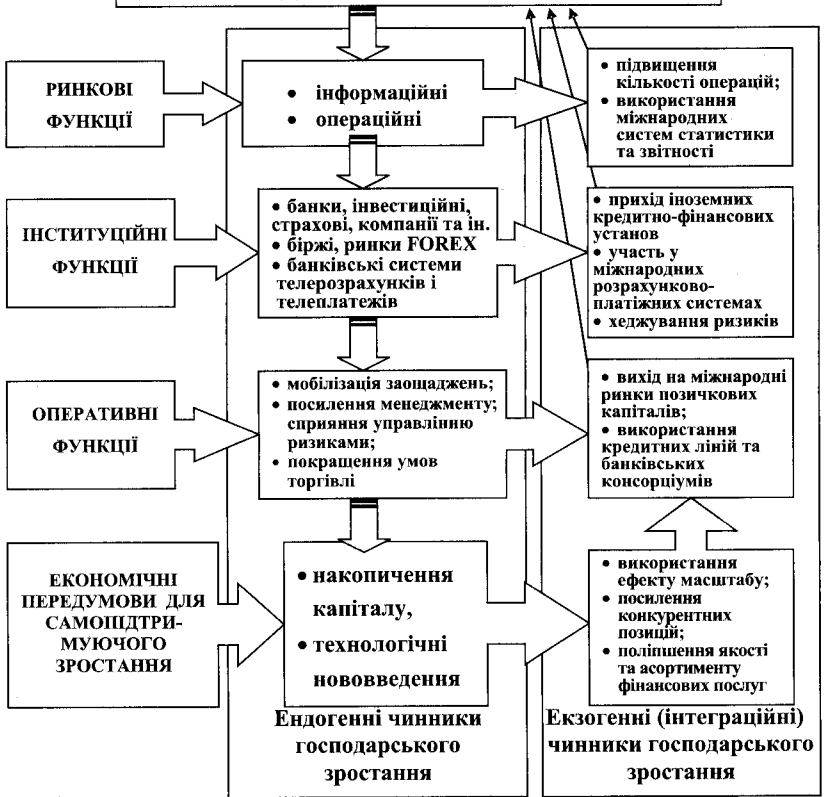 РИНКОВІ
ФУНКЦІЇ
• інформаційні
• операційні
• підвищення
кількості операцій;
• використання
міжнародних
систем статистики
та звітності
ІНСТИТУЦІЙНІ
ФУНКЦІЇ
• банки, інвестиційні,
страхові, компанії та ін.
• біржі, ринки FOREX
• банківські системи
телерозрахунків і
телеплатежів
• прихід іноземних
кредитно-фінансових
установ
• участь у
міжнародних
розрахунково-
платіжних системах
• хеджування ризиків
ОПЕРАТИВНІ
ФУНКЦІЇ
• мобілізація заощаджень;
• посилення менеджменту;
сприяння управлінню
ризиками;
• покращення умов
торгівлі
• вихід на міжнародні
ринки позичкових
капіталів;
• використання
кредитних ліній та
банківських
консорціумів
ЕКОНОМІЧНІ
ПЕРЕДУМОВИ ДЛЯ
САМОПІДТРИ-
МУЮЧОГО
ЗРОСТАННЯ
• накопичення
капіталу,
• технологічні
нововведення
• використання
ефекту масштабу;
• посилення
конкурентних
позицій;
• поліпшення якості
та асортименту
фінансових послуг
Ендогенні чинники
господарського
зростання
Екзогенні (інтеграційні)
чинники господарського
зростання